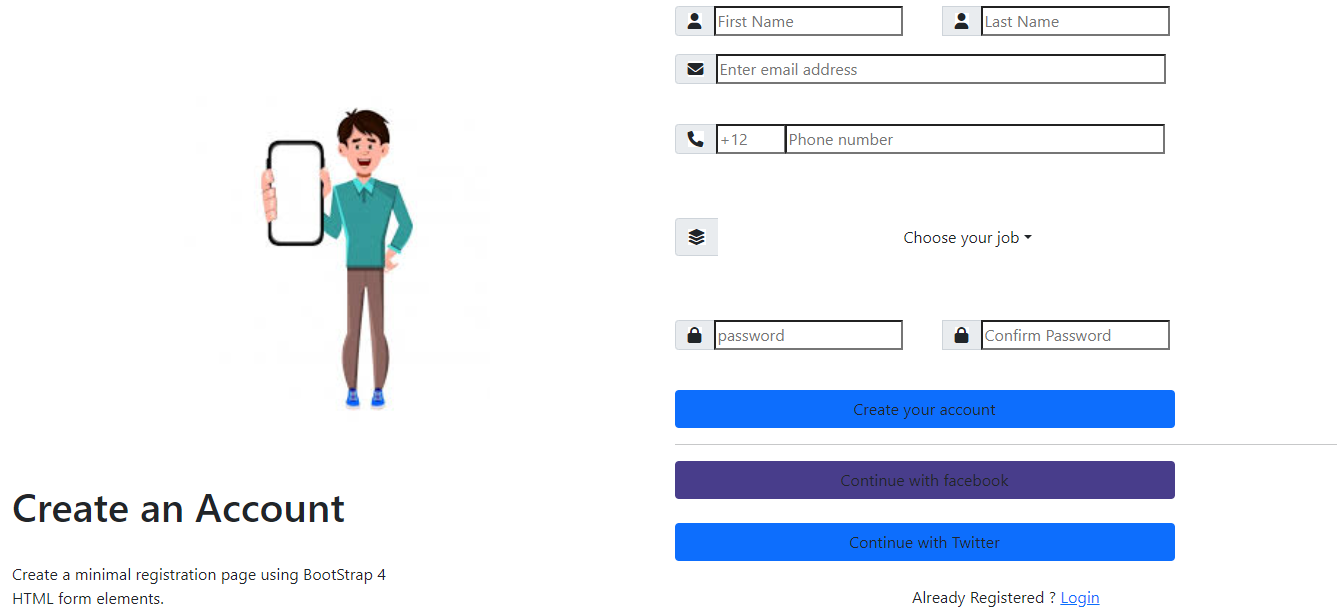 First Name
Last Name
Enter email address
+12
Phone number
Choose your job
password
Confirm Password
Create your account
Continue with facebook
Continue with Twitter
Already Registered ? Login
Create an Account
Create a minimal registration page using BootStrap 4
HTML form elements.